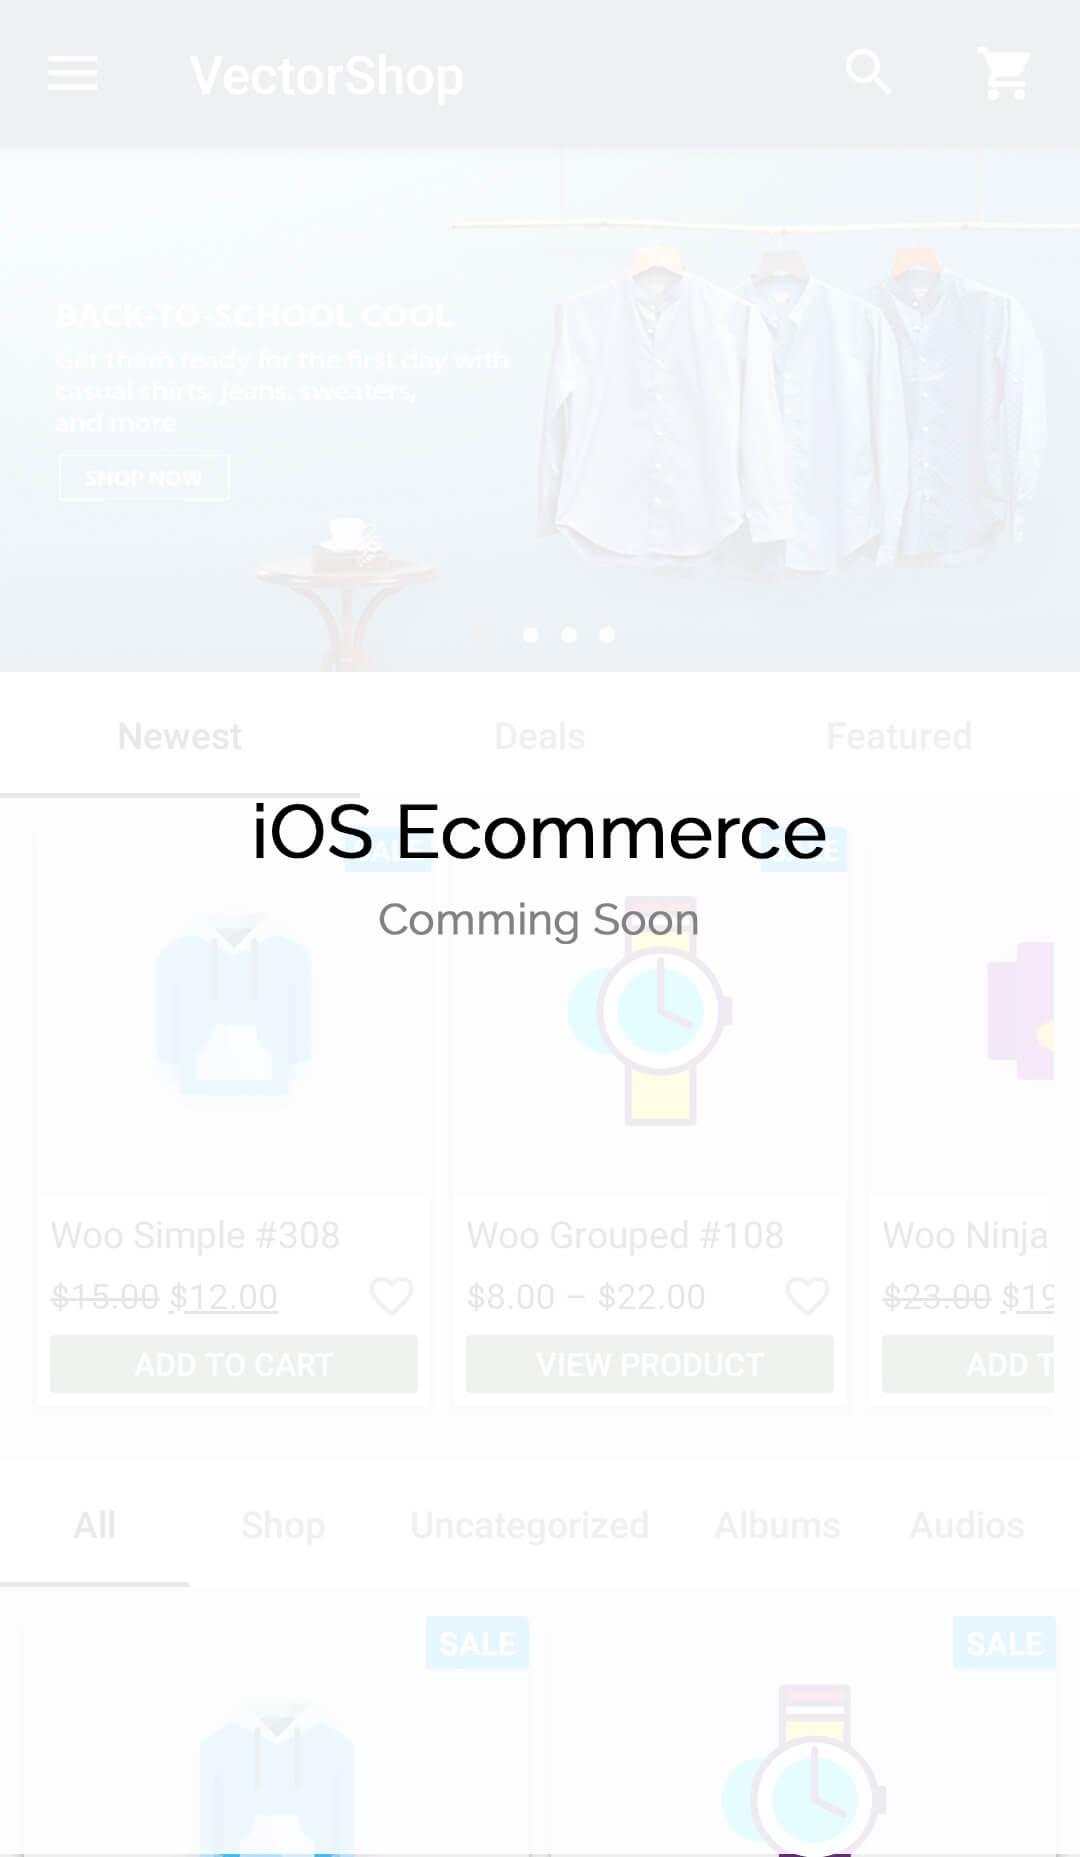 VectorShop
BACK-TO-SCHOOL COOL
Get them ready for the first day with
casual shirts, jeans, sweaters,
and more
SHOP NOW
Newest Deals Featured
iOS Ecommerce
SALE SALE
Comming Soon
Woo Simple #308 Woo Grouped #108 Woo Ninja
$15.00 $12.00 $8.00 – $22.00 $23.00 $19
ADD TO CART VIEW PRODUCT ADD T
All Shop Uncategorized Albums Audios
SALE SALE